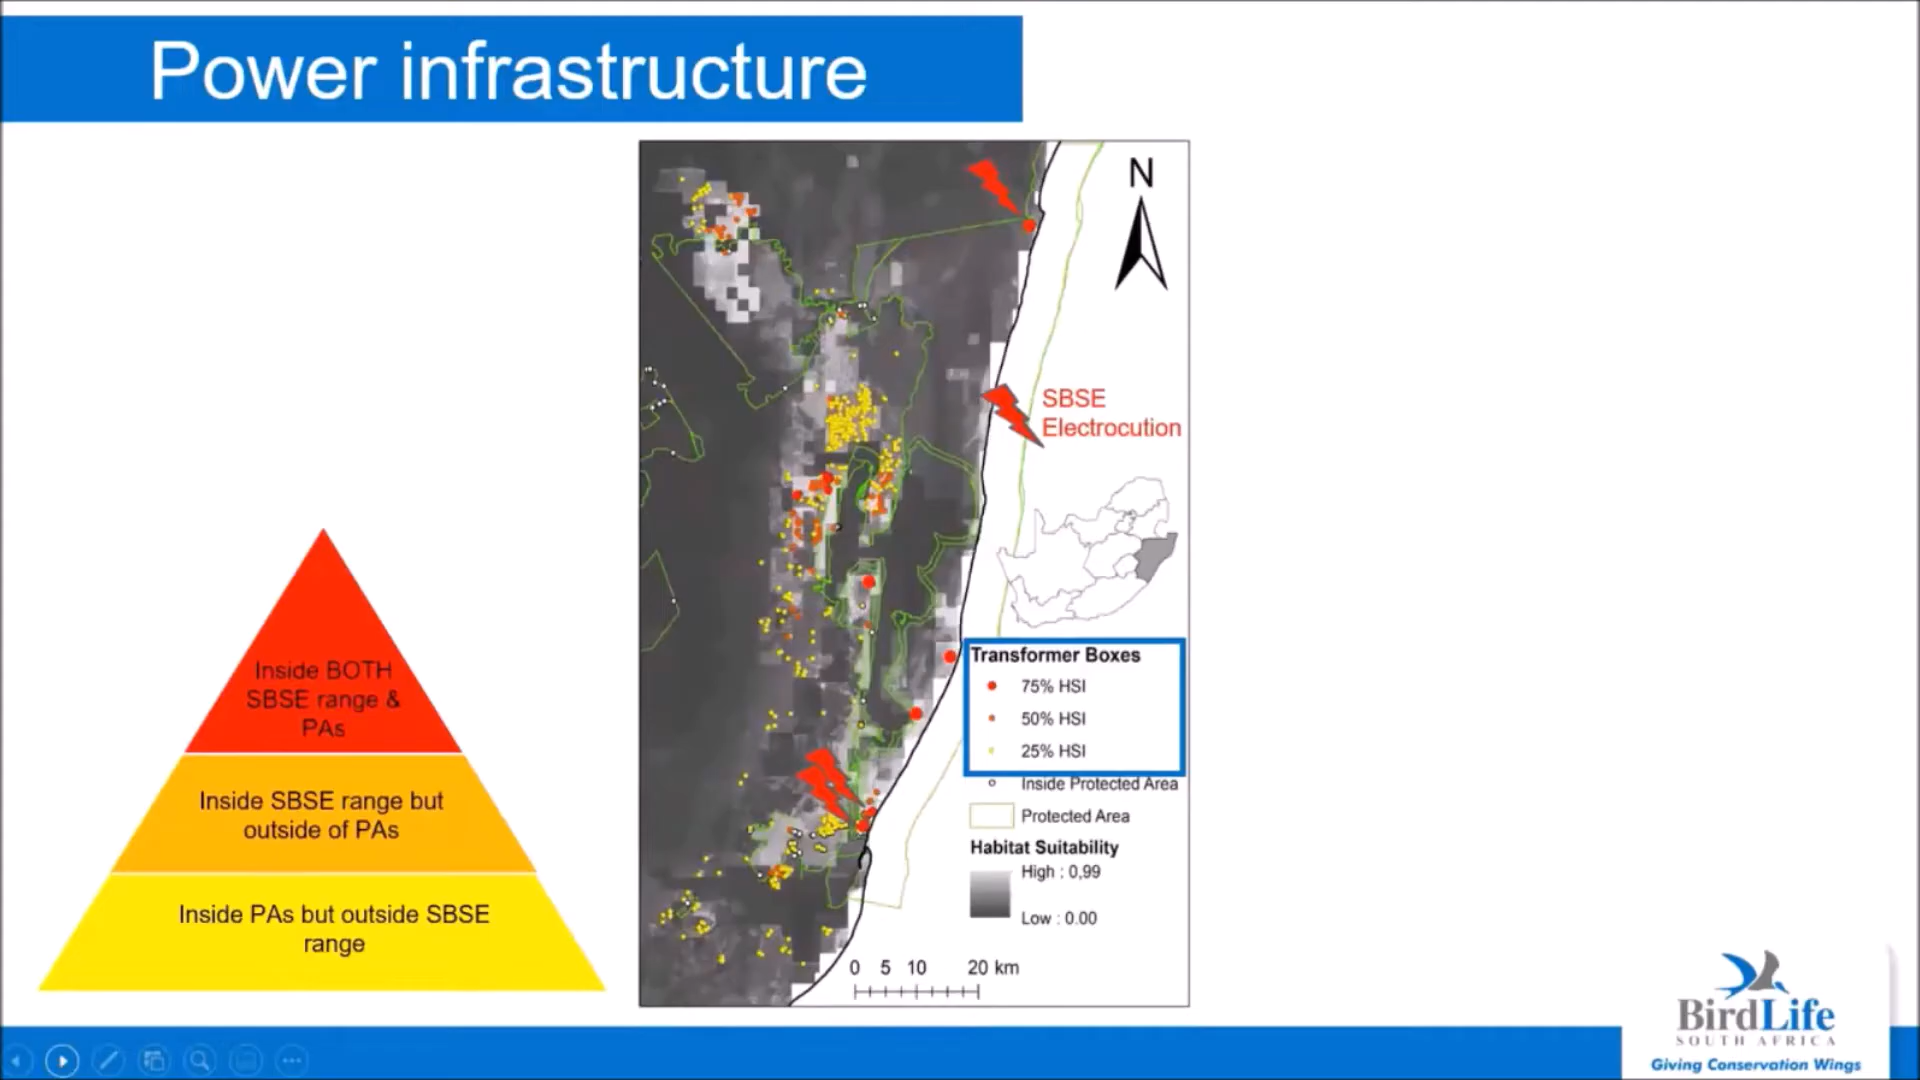 Power infrastructure
N
SBSE
Electrocution
Inside BOTH
SBSE range &
PAs
Inside SBSE range but
outside of PAs
Inside PAs but outside SBSE
range
Transformer Boxes
75% HSI
50% HSI
25% HSI
Inside Protected Area
Protected Area
Habitat Suitability
High : 0,99
Low : 0.00
0 5 10 20 km
BirdLife
SOUTH AFRICA
Giving Conservation Wings